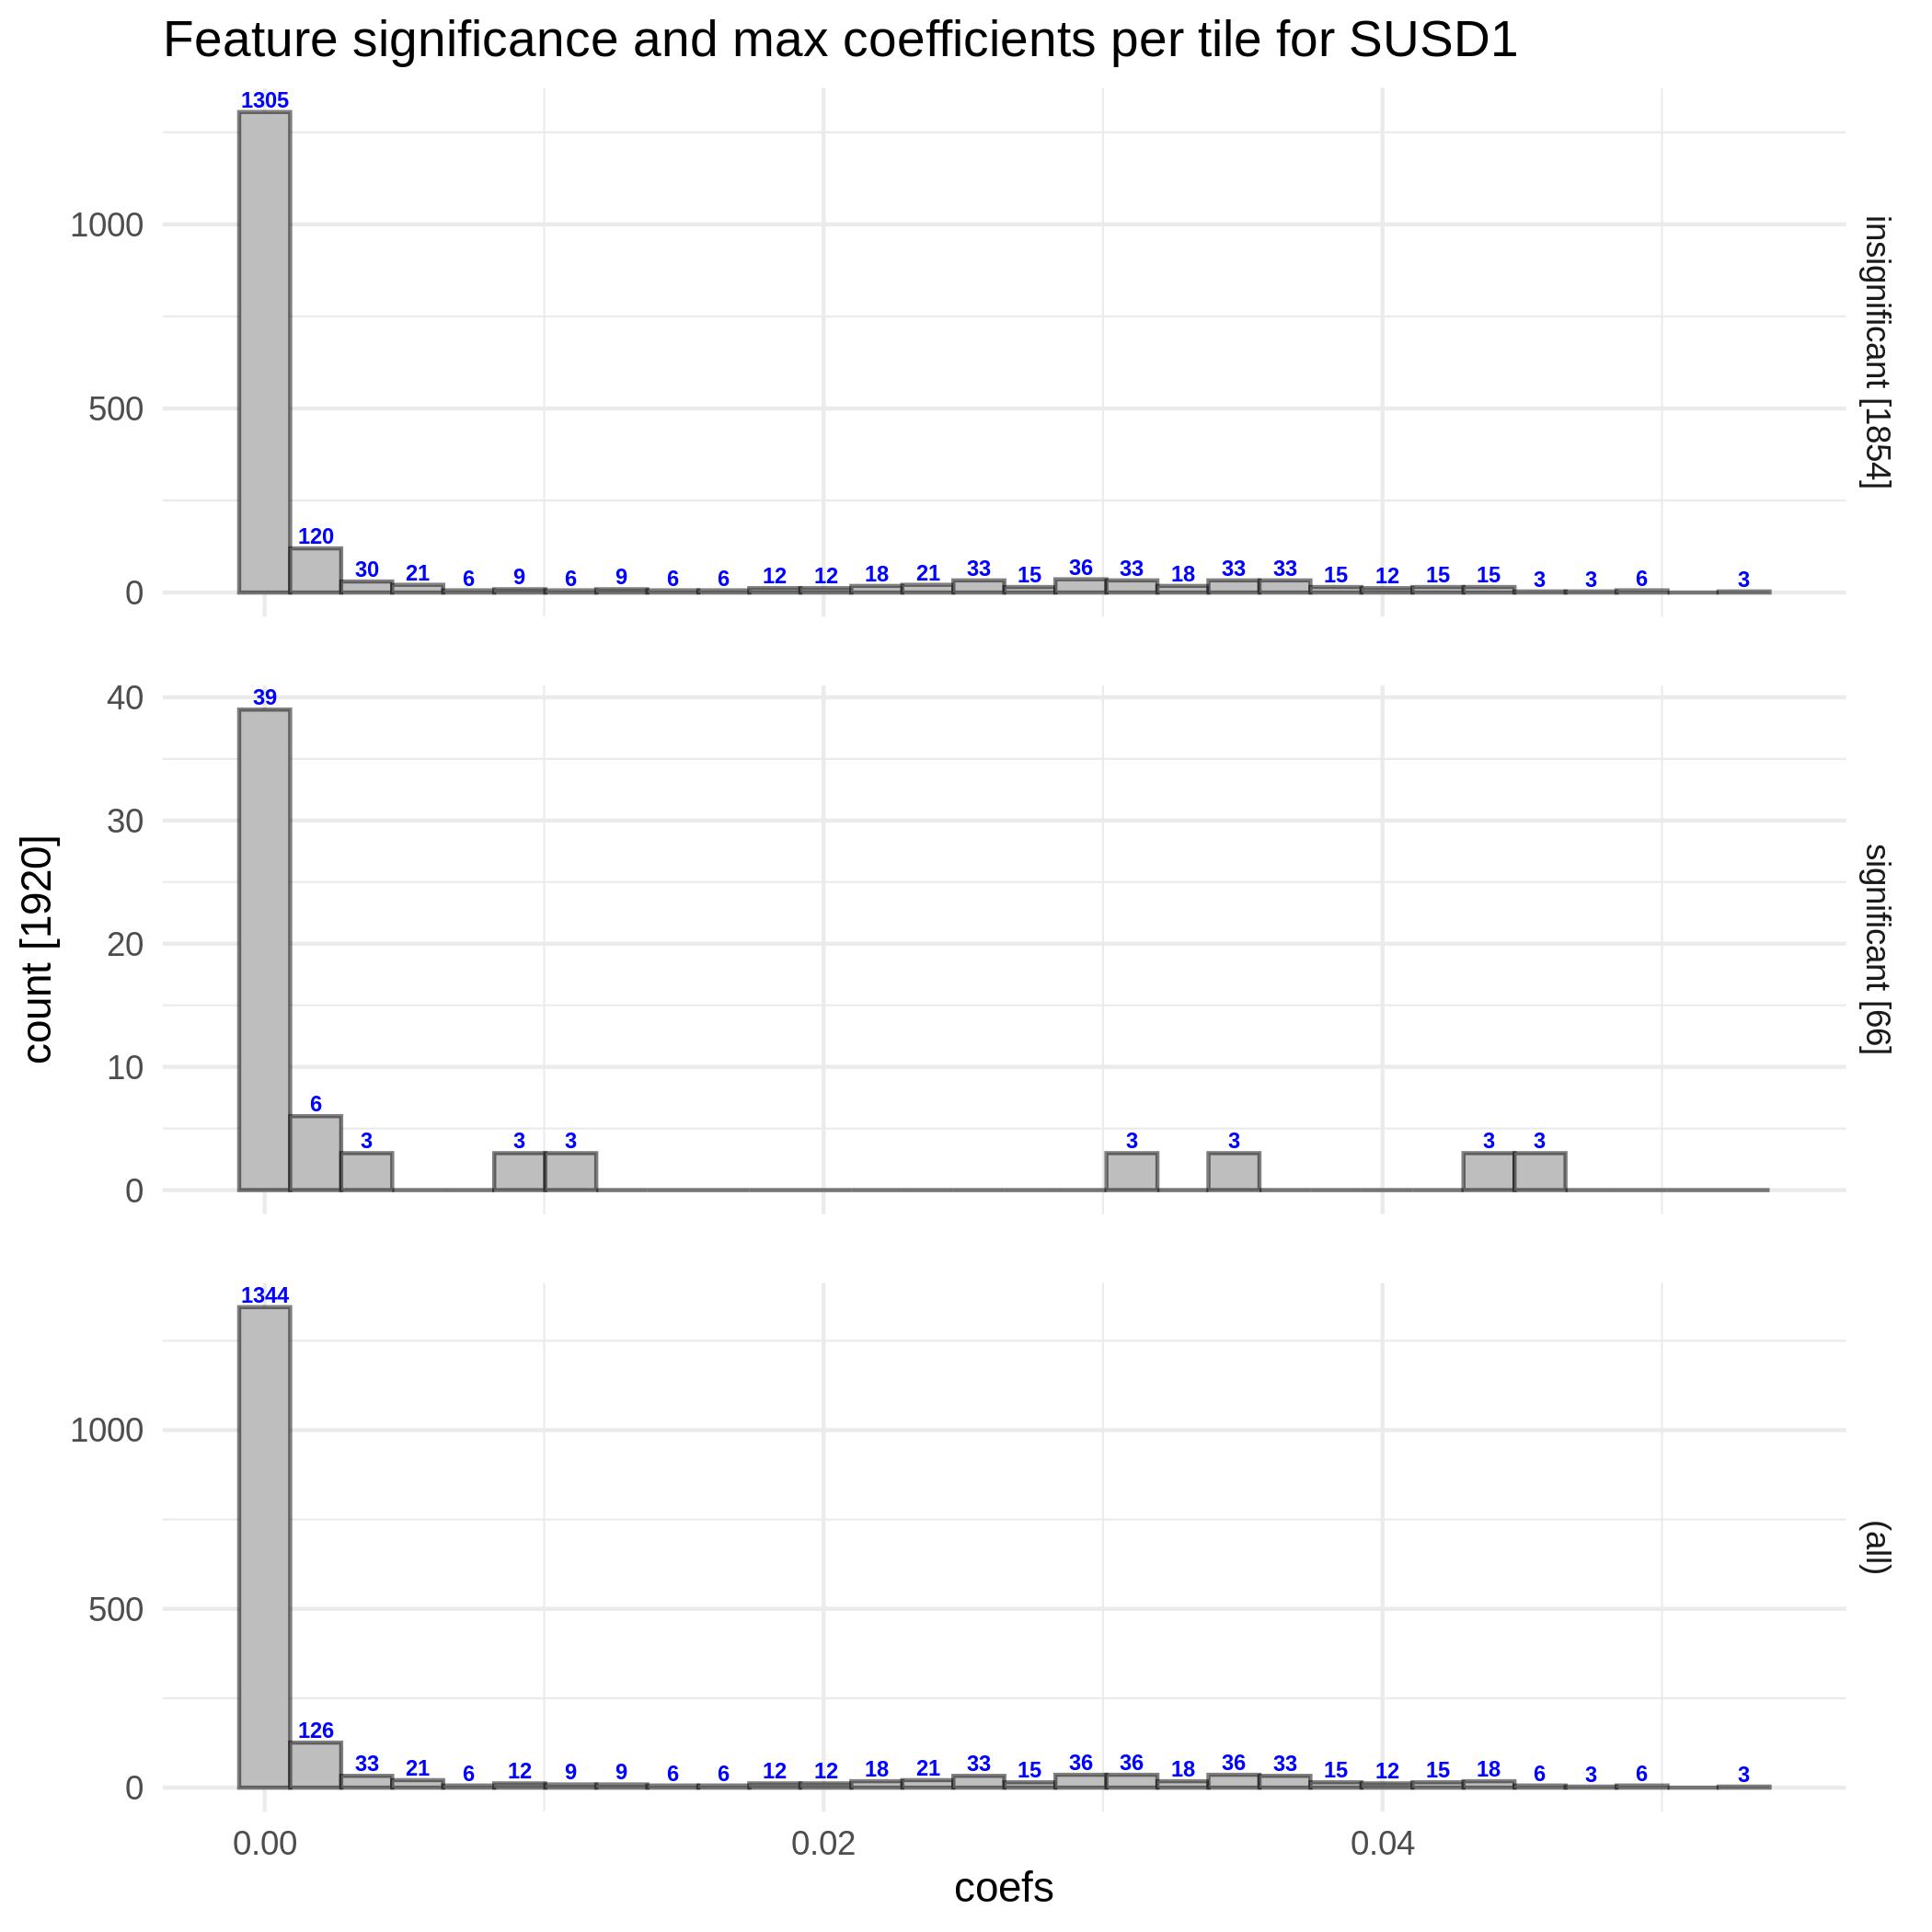 Feature significance and max coefficients per tile for SUSD1
1305
120 30 21 6 9 6 9 6 6 12 12 18 21 33 15 36 33 18 33 33 15 12 15 15 3 3 6 3
1000
500
0
insignificant [1854]
39
6 3 3 3 3 3 3 3
40
30
20
10
0
significant [66]
count [1920]
1344
126 33 21 6 12 9 9 6 6 12 12 18 21 33 15 36 36 18 36 33 15 12 15 18 6 3 6 3
1000
500
0
(all)
0.00 0.02 0.04
coefs